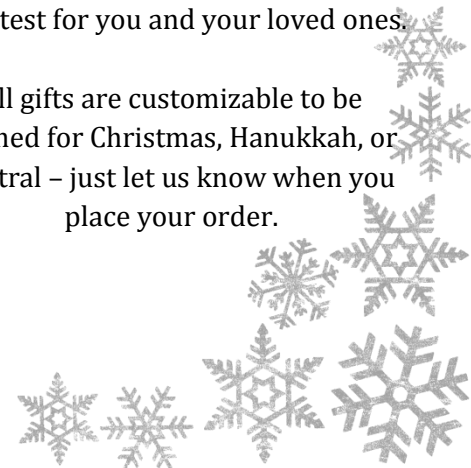 test for you and your loved ones.
ll gifts are customizable to be
ned for Christmas, Hanukkah, or
tral – just let us know when you
place your order.